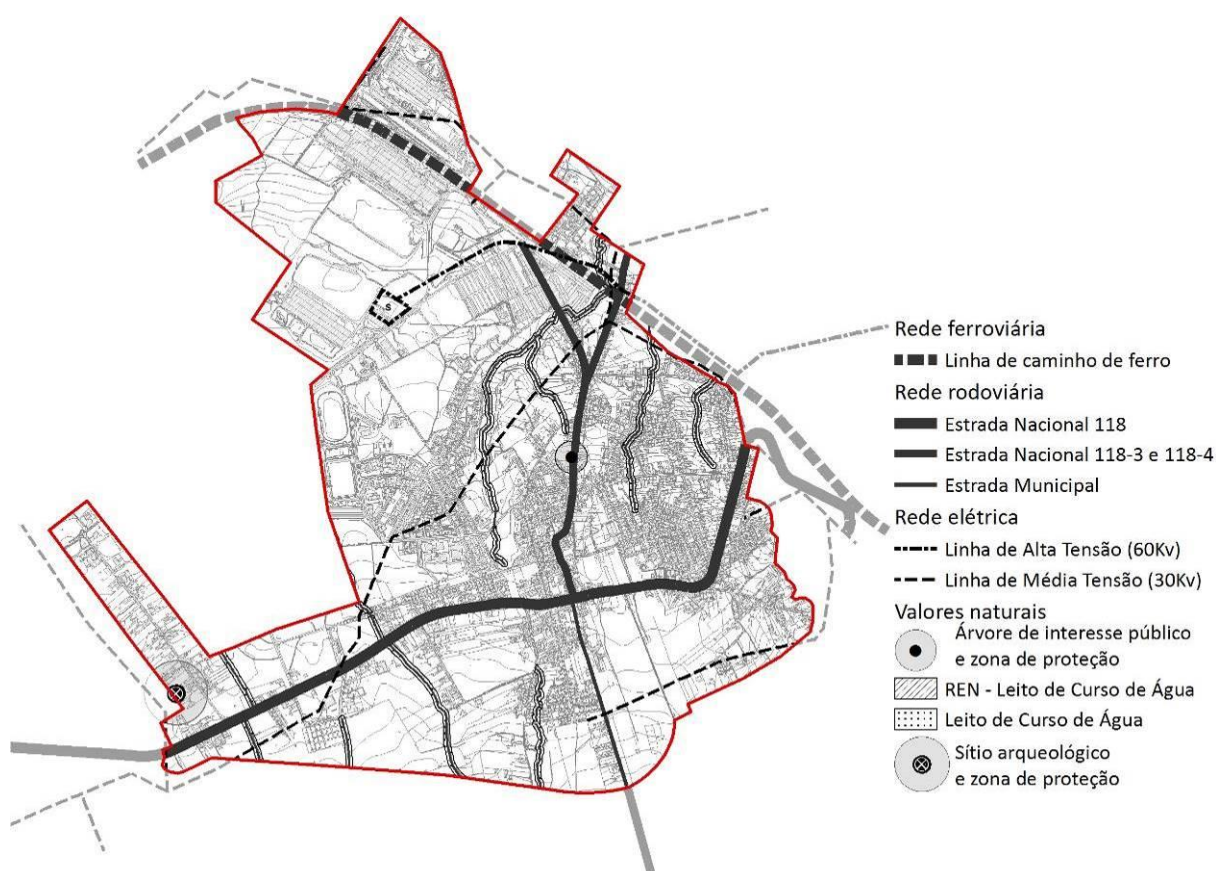 Rede ferroviária
Linha de caminho de ferro
Rede rodoviária
Estrada Nacional 118
Estrada Nacional 118-3 e 118-4
Estrada Municipal
Rede elétrica
Linha de Alta Tensão (60Kv)
Linha de Média Tensão (30Kv)
Valores naturais
Árvore de interesse público
e zona de proteção
REN - Leito de Curso de Água
Leito de Curso de Água
Sítio arqueológico
e zona de proteção
S